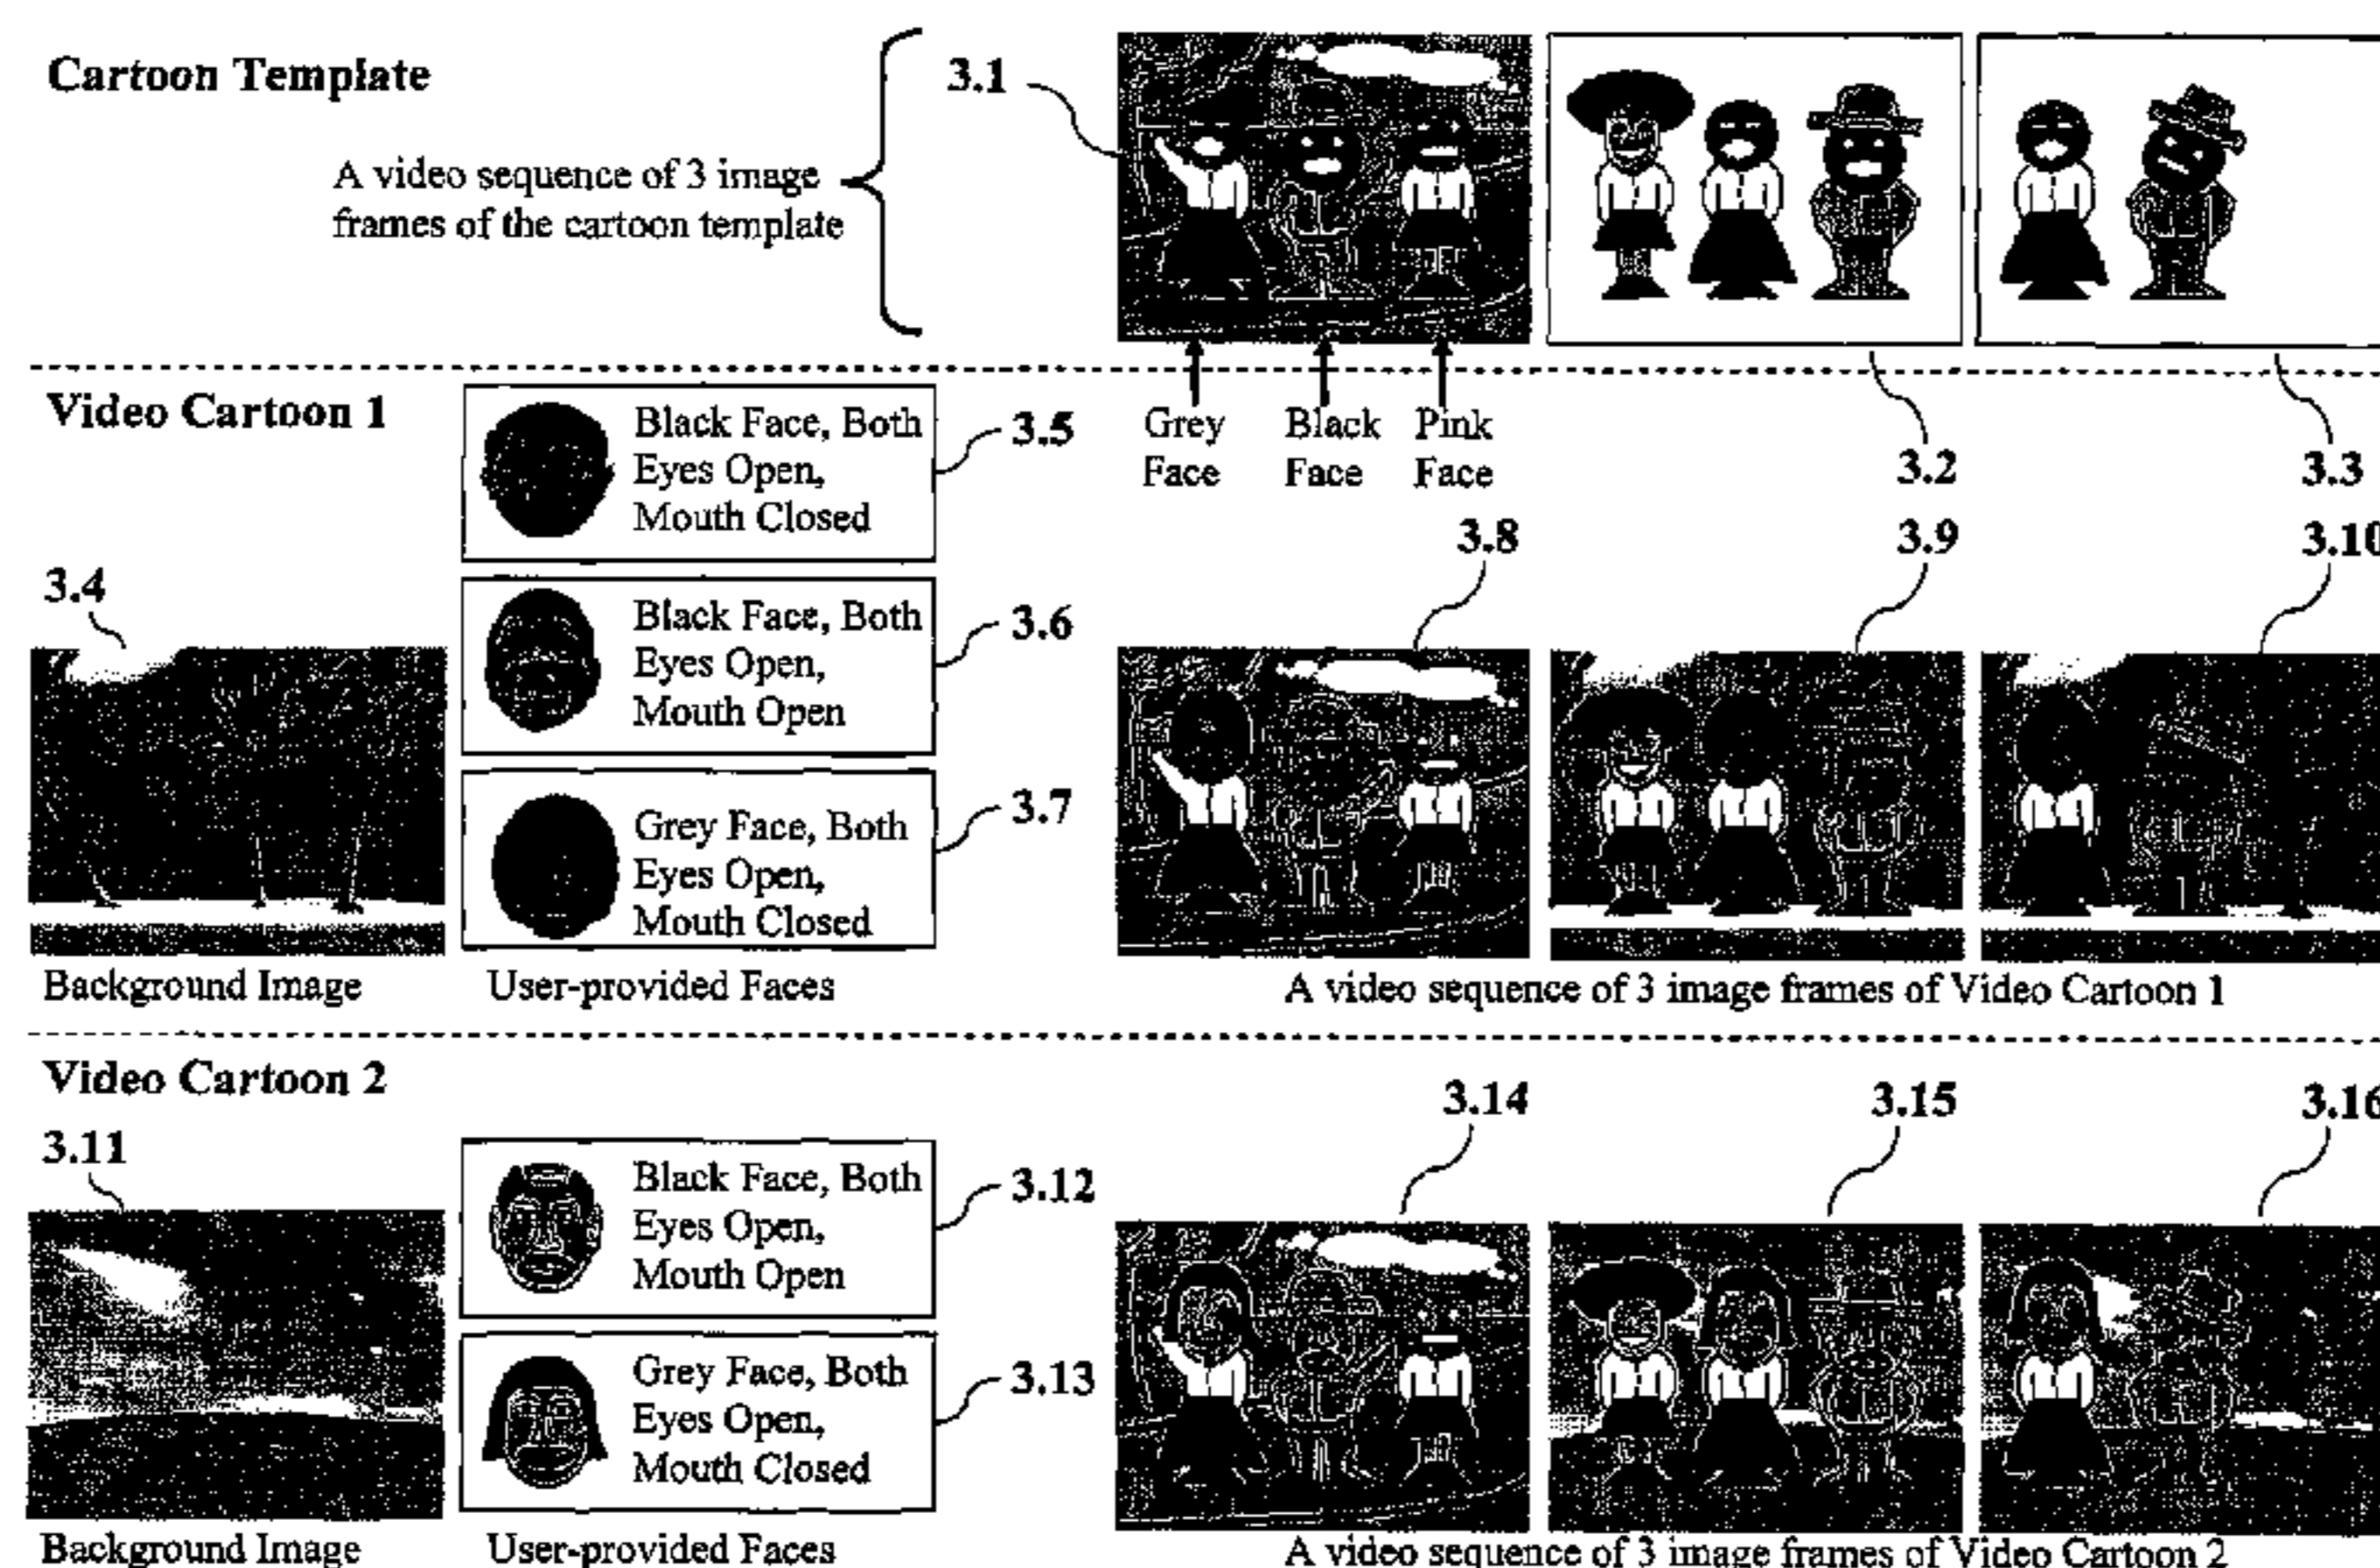 Cartoon Template
A video sequence of 3 image
frames of the cartoon template
3.1
Grey
Face
Black
Face
Pink
Face
3.2
3.3
Video Cartoon 1
3.4
Background Image
Black Face, Both
Eyes Open,
Mouth Closed
3.5
Black Face, Both
Eyes Open,
Mouth Open
3.6
Grey Face, Both
Eyes Open,
Mouth Closed
3.7
User-provided Faces
3.8
3.9
3.10
A video sequence of 3 image frames of Video Cartoon 1
Video Cartoon 2
3.11
Background Image
Black Face, Both
Eyes Open,
Mouth Open
3.12
Grey Face, Both
Eyes Open,
Mouth Closed
3.13
User-provided Faces
3.14
3.15
3.16
A video sequence of 3 image frames of Video Cartoon 2